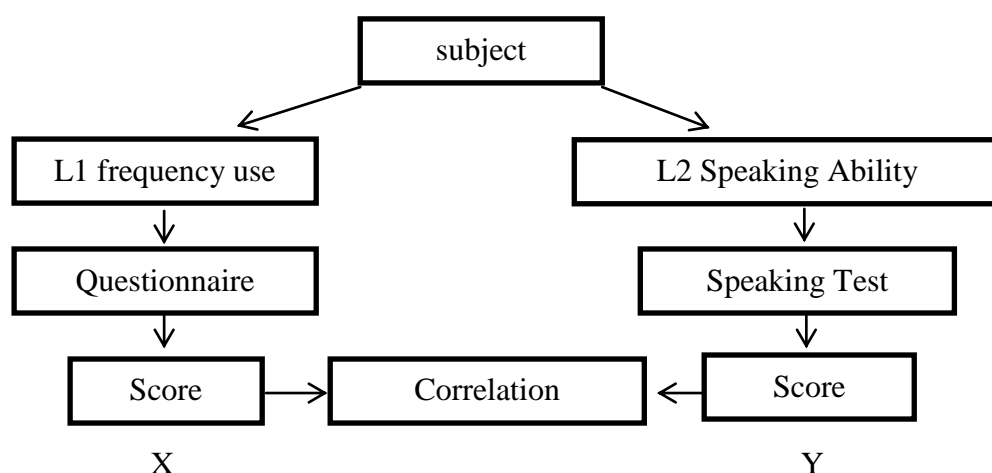 subject
L1 frequency use
L2 Speaking Ability
Questionnaire
Speaking Test
Score
Correlation
Score
X
Y